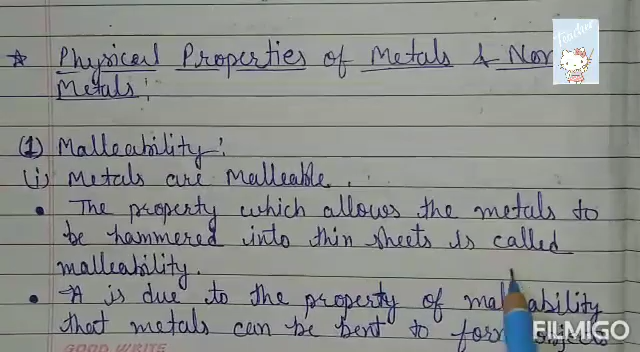 * Physical Properties of Metals & Non
Metals:
Teacher
(1) Malleability:
(i) Metals are Malleable.
• The property which allows the metals to
be hammered into thin sheets is called
malleability.
• It is due to the property of malleability
that metals can be bent to form objects
GOOD WRITE
FILMIGO